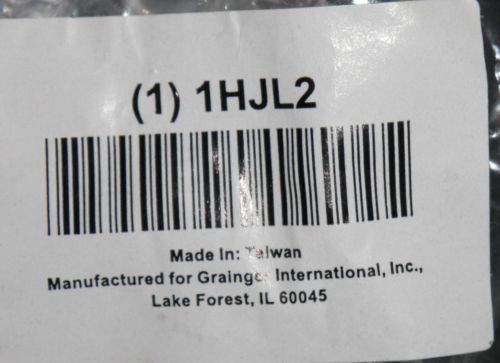 (1) 1HJL2
Made In: Taiwan
Manufactured for Grainger International, Inc.,
Lake Forest, IL 60045